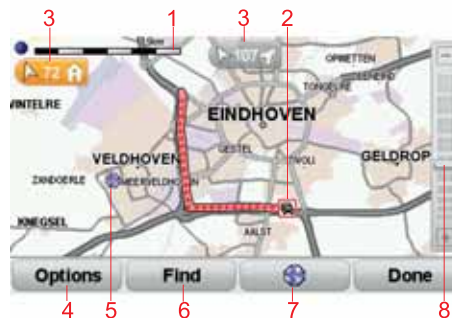 3 1 3 2
72 107
OPWETTEN
TONGELRE
EINDHOVEN
GESTEL
VELDHOVEN
TIVOLI
GELDROP
ZANDOERLE
MEERVELDHOVEN
KNEGSEL
AALST
Options Find Done
4 5 6 7 8